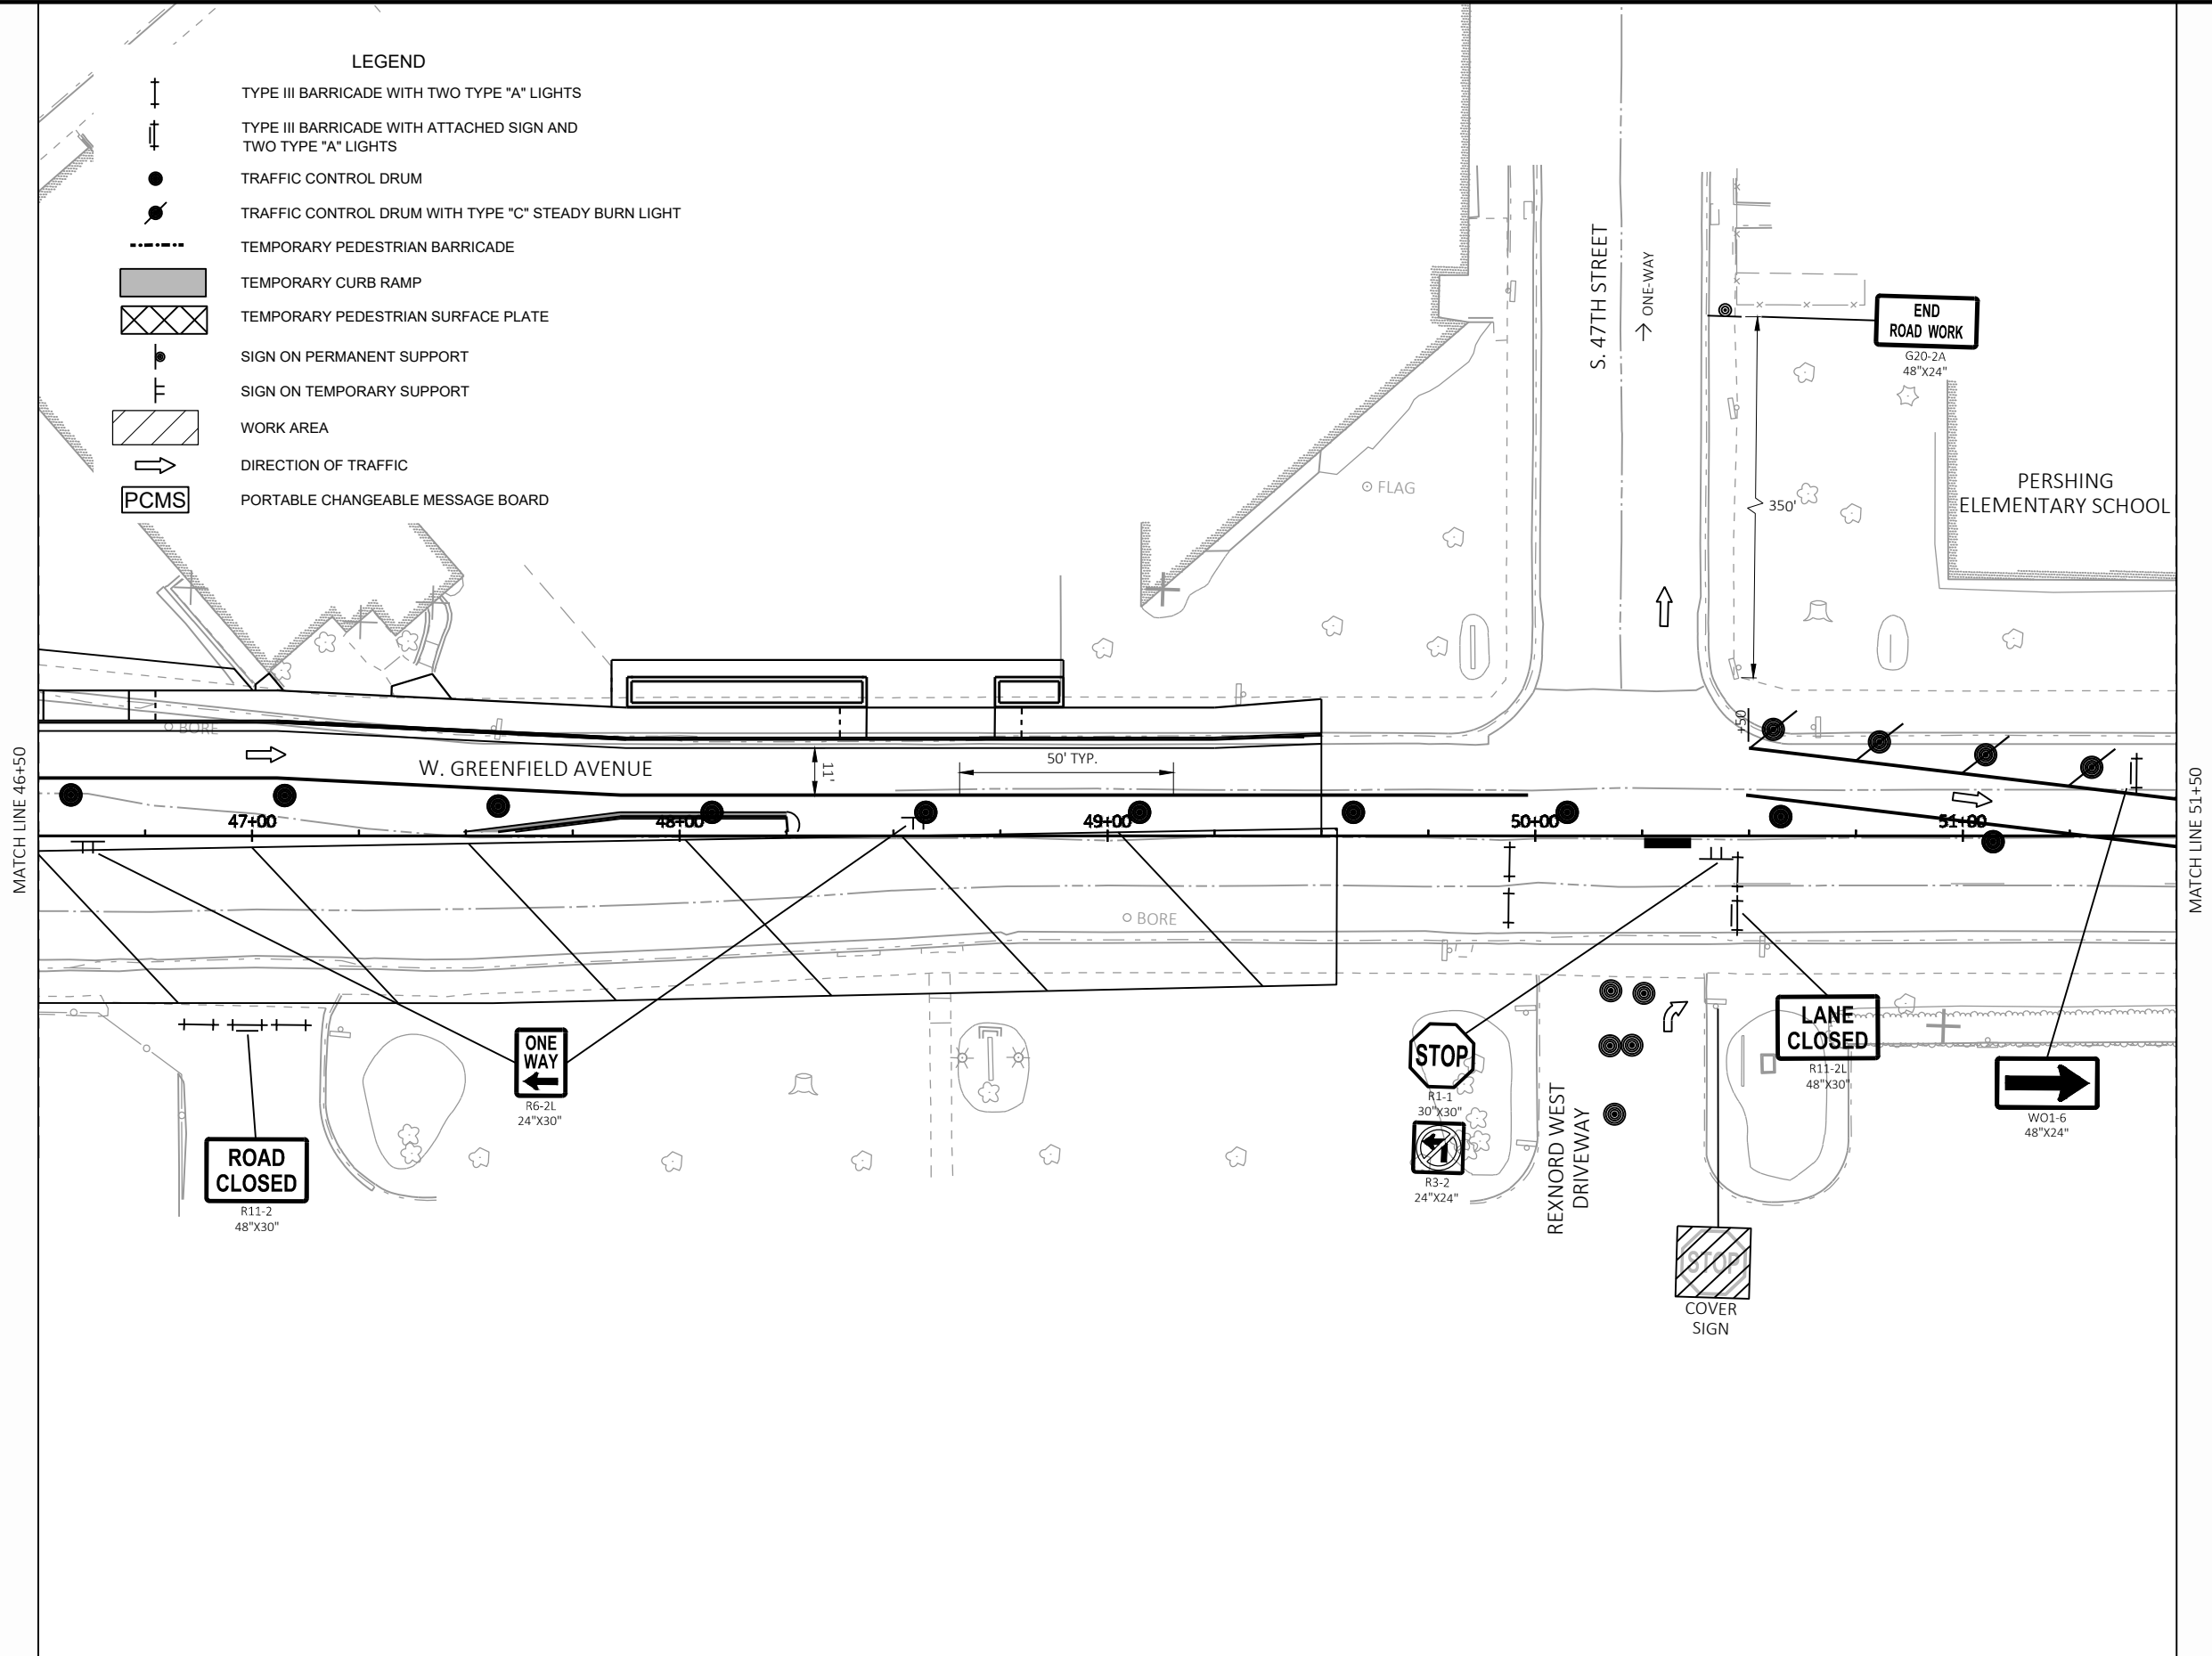 LEGEND
TYPE III BARRICADE WITH TWO TYPE "A" LIGHTS
TYPE III BARRICADE WITH ATTACHED SIGN AND
TWO TYPE "A" LIGHTS
TRAFFIC CONTROL DRUM
TRAFFIC CONTROL DRUM WITH TYPE "C" STEADY BURN LIGHT
TEMPORARY PEDESTRIAN BARRICADE
TEMPORARY CURB RAMP
TEMPORARY PEDESTRIAN SURFACE PLATE
SIGN ON PERMANENT SUPPORT
SIGN ON TEMPORARY SUPPORT
WORK AREA
DIRECTION OF TRAFFIC
PCMS
PORTABLE CHANGEABLE MESSAGE BOARD
S. 47TH STREET
ONE-WAY
END
ROAD WORK
G20-2A
48"X24"
350'
PERSHING
ELEMENTARY SCHOOL
FLAG
BORE
W. GREENFIELD AVENUE
11'
50' TYP.
+50
47+00
48+00
49+00
50+00
51+00
MATCH LINE 46+50
MATCH LINE 51+50
BORE
ONE
WAY
R6-2L
24"X30"
ROAD
CLOSED
R11-2
48"X30"
STOP
R1-1
30"X30"
R3-2
24"X24"
REXNORD WEST
DRIVEWAY
LANE
CLOSED
R11-2L
48"X30"
WO1-6
48"X24"
STOP
COVER
SIGN